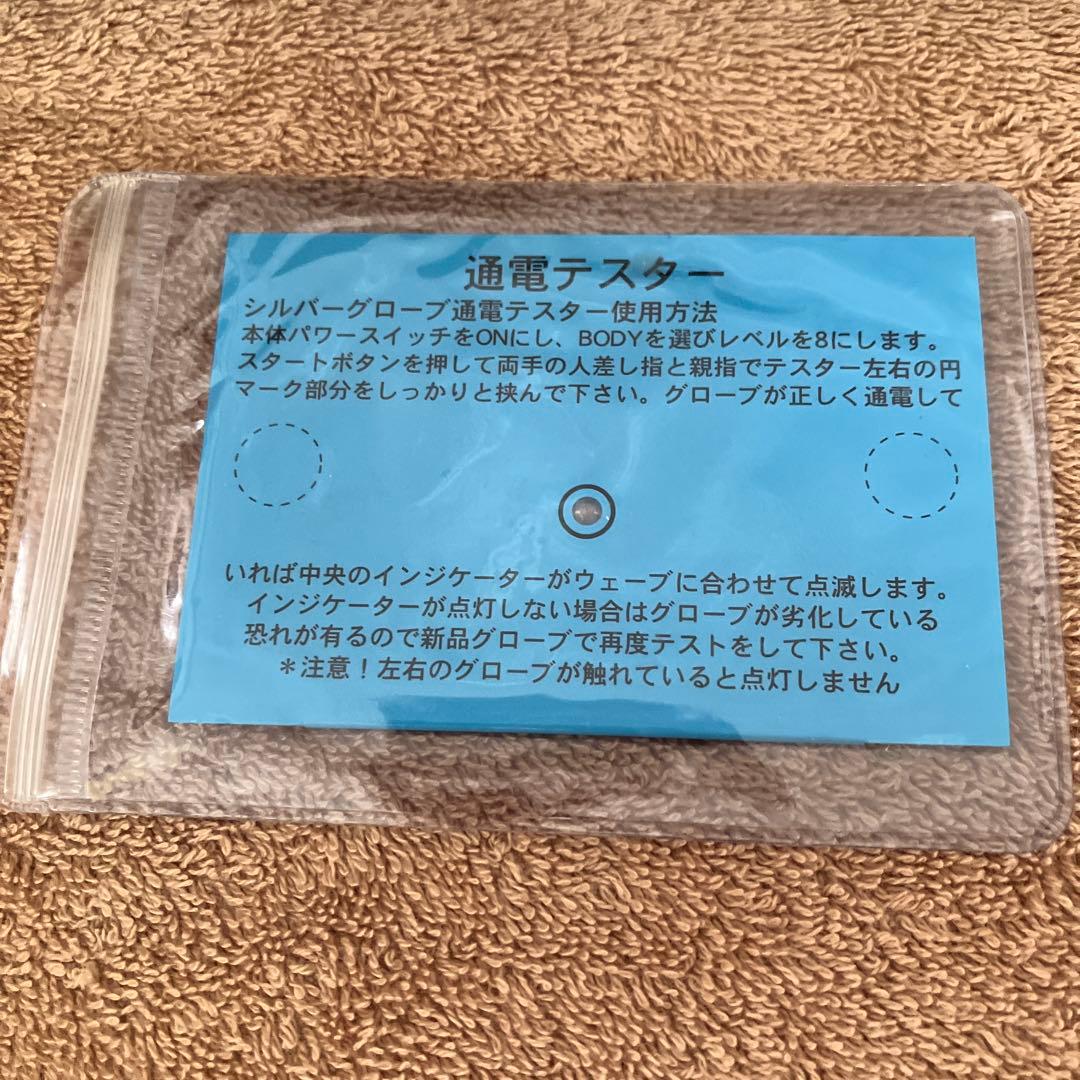 通電テスター
シルバーグローブ通電テスター使用方法
本体パワースイッチをONにし、BODYを選びレベルを8にします。
スタートボタンを押して両手の人差し指と親指でテスター左右の円
マーク部分をしっかりと挟んで下さい。グローブが正しく通電して
いれば中央のインジケーターがウェーブに合わせて点滅します。
インジケーターが点灯しない場合はグローブが劣化している
恐れが有るので新品グローブで再度テストをして下さい。
＊注意！左右のグローブが触れていると点灯しません